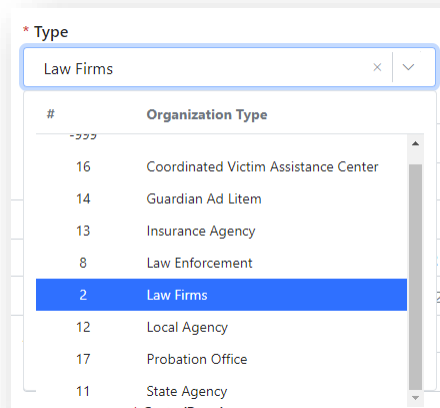 * Type
Law Firms
# Organization Type
-999
16 Coordinated Victim Assistance Center
14 Guardian Ad Litem
13 Insurance Agency
8 Law Enforcement
2 Law Firms
12 Local Agency
17 Probation Office
11 State Agency